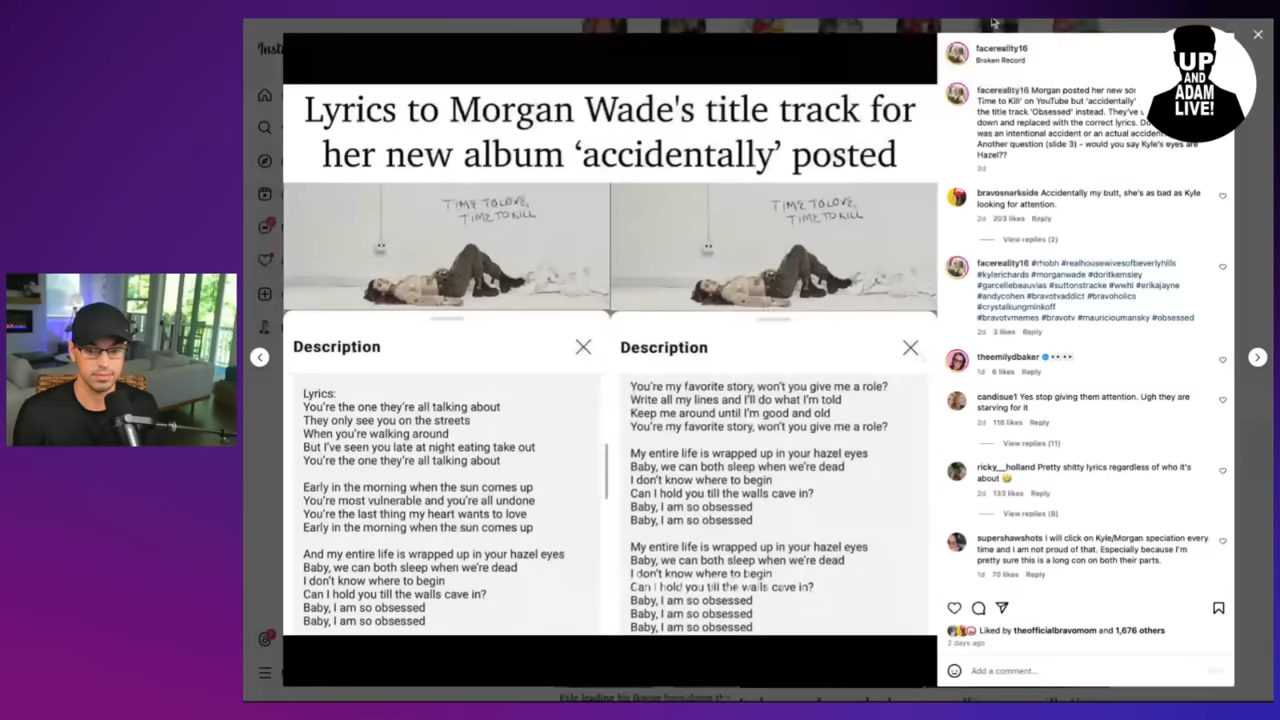 Lyrics to Morgan Wade's title track for
her new album ‘accidentally’ posted
TIME TO LOVE,
TIME TO KILL
TIME TO LOVE,
TIME TO KILL
Description
Lyrics:
You're the one they're all talking about
They only see you on the streets
When you're walking around
But I've seen you late at night eating take out
You're the one they're all talking about
Early in the morning when the sun comes up
You're most vulnerable and you're all undone
You're the last thing my heart wants to love
Early in the morning when the sun comes up
And my entire life is wrapped up in your hazel eyes
Baby, we can both sleep when we're dead
I don't know where to begin
Can I hold you till the walls cave in?
Baby, I am so obsessed
Baby, I am so obsessed
Description
You're my favorite story, won't you give me a role?
Write all my lines and I'll do what I'm told
Keep me around until I'm good and old
You're my favorite story, won't you give me a role?
My entire life is wrapped up in your hazel eyes
Baby, we can both sleep when we're dead
I don't know where to begin
Can I hold you till the walls cave in?
Baby, I am so obsessed
Baby, I am so obsessed
My entire life is wrapped up in your hazel eyes
Baby, we can both sleep when we're dead
I don't know where to begin
Can I hold you till the walls cave in?
Baby, I am so obsessed
Baby, I am so obsessed
Baby, I am so obsessed
facereality16
Broken Record
facereality16 Morgan posted her new
Time to Kill' on YouTube but 'accidentally'
the title track 'Obsessed' instead. They've
down and replaced with the correct lyrics.
was an intentional accident or an actual accident
Another question (slide 3) - would you say Kyle's eyes are
Hazel??
2d
bravosnarkside Accidentally my butt, she's as bad as Kyle
looking for attention.
2d 203 likes Reply
View replies (2)
facereality16 #rhobh #realhousewivesofbeverlyhills
#kylerichards #morganwade #doritkemsley
#garcellebeauvias #suttonstracke #wwhl #erikajayne
#andycohen #bravotvaddict #bravoholics
#crystalkungminkoff
#bravotvmemes #bravotv #mauricioumansky #obsessed
2d 3 likes Reply
theemilydbaker
1d 6 likes Reply
candisue1 Yes stop giving them attention. Ugh they are
starving for it
2d 116 likes Reply
View replies (11)
ricky__holland Pretty shitty lyrics regardless of who it's
about
2d 133 likes Reply
View replies (8)
supershawshots I will click on Kyle/Morgan speciation every
time and I am not proud of that. Especially because I'm
pretty sure this is a long con on both their parts.
1d 70 likes Reply
Liked by theofficialbravomom and 1,676 others
2 days ago
Add a comment...
UP
AND
ADAM
LIVE!